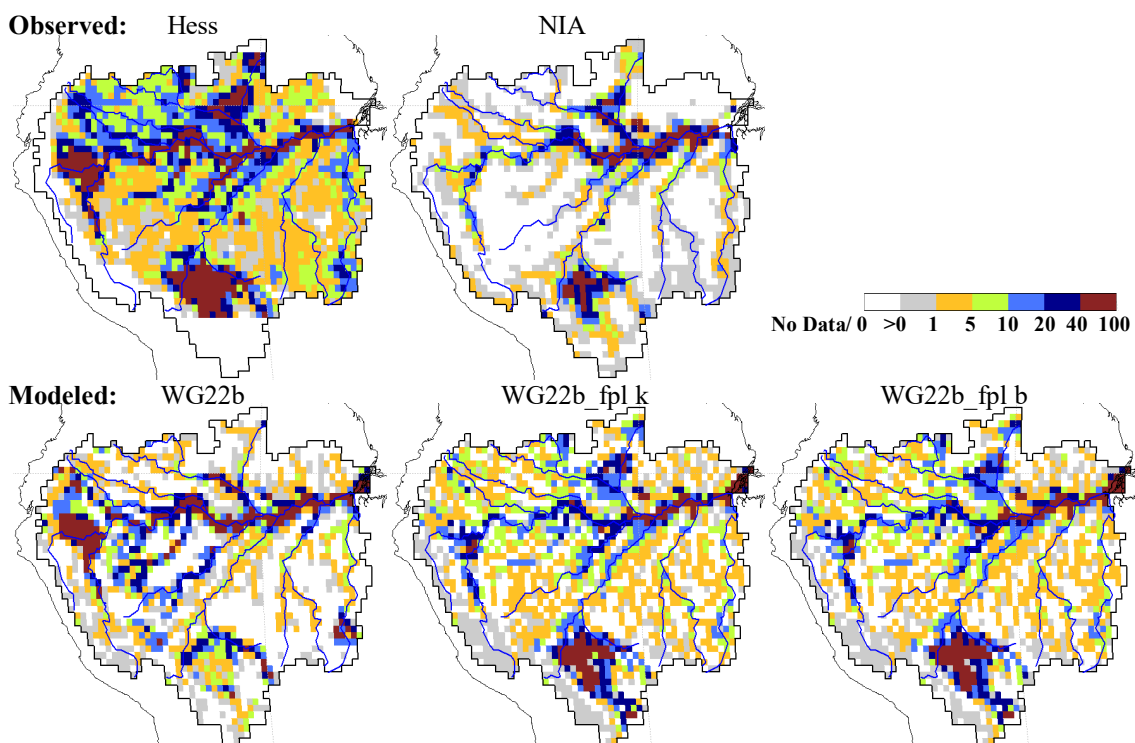 Observed: Hess NIA
No Data/ 0 >0 1 5 10 20 40 100
Modeled: WG22b WG22b_fpl k WG22b_fpl b